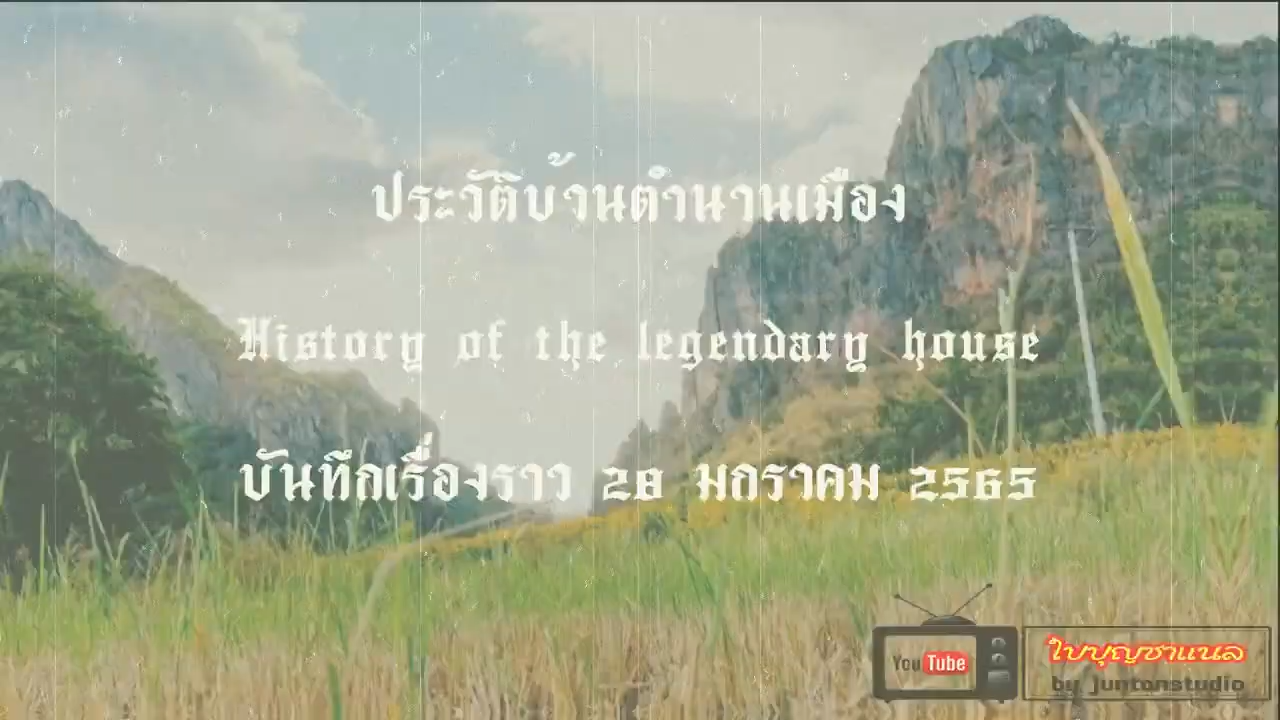 ประวัติบ้านตำนานเมือง
History of the legendary house
บันทึกเรื่องราว 28 มกราคม 2565
YouTube
ใบบุญชาแนล
by juntonstudio